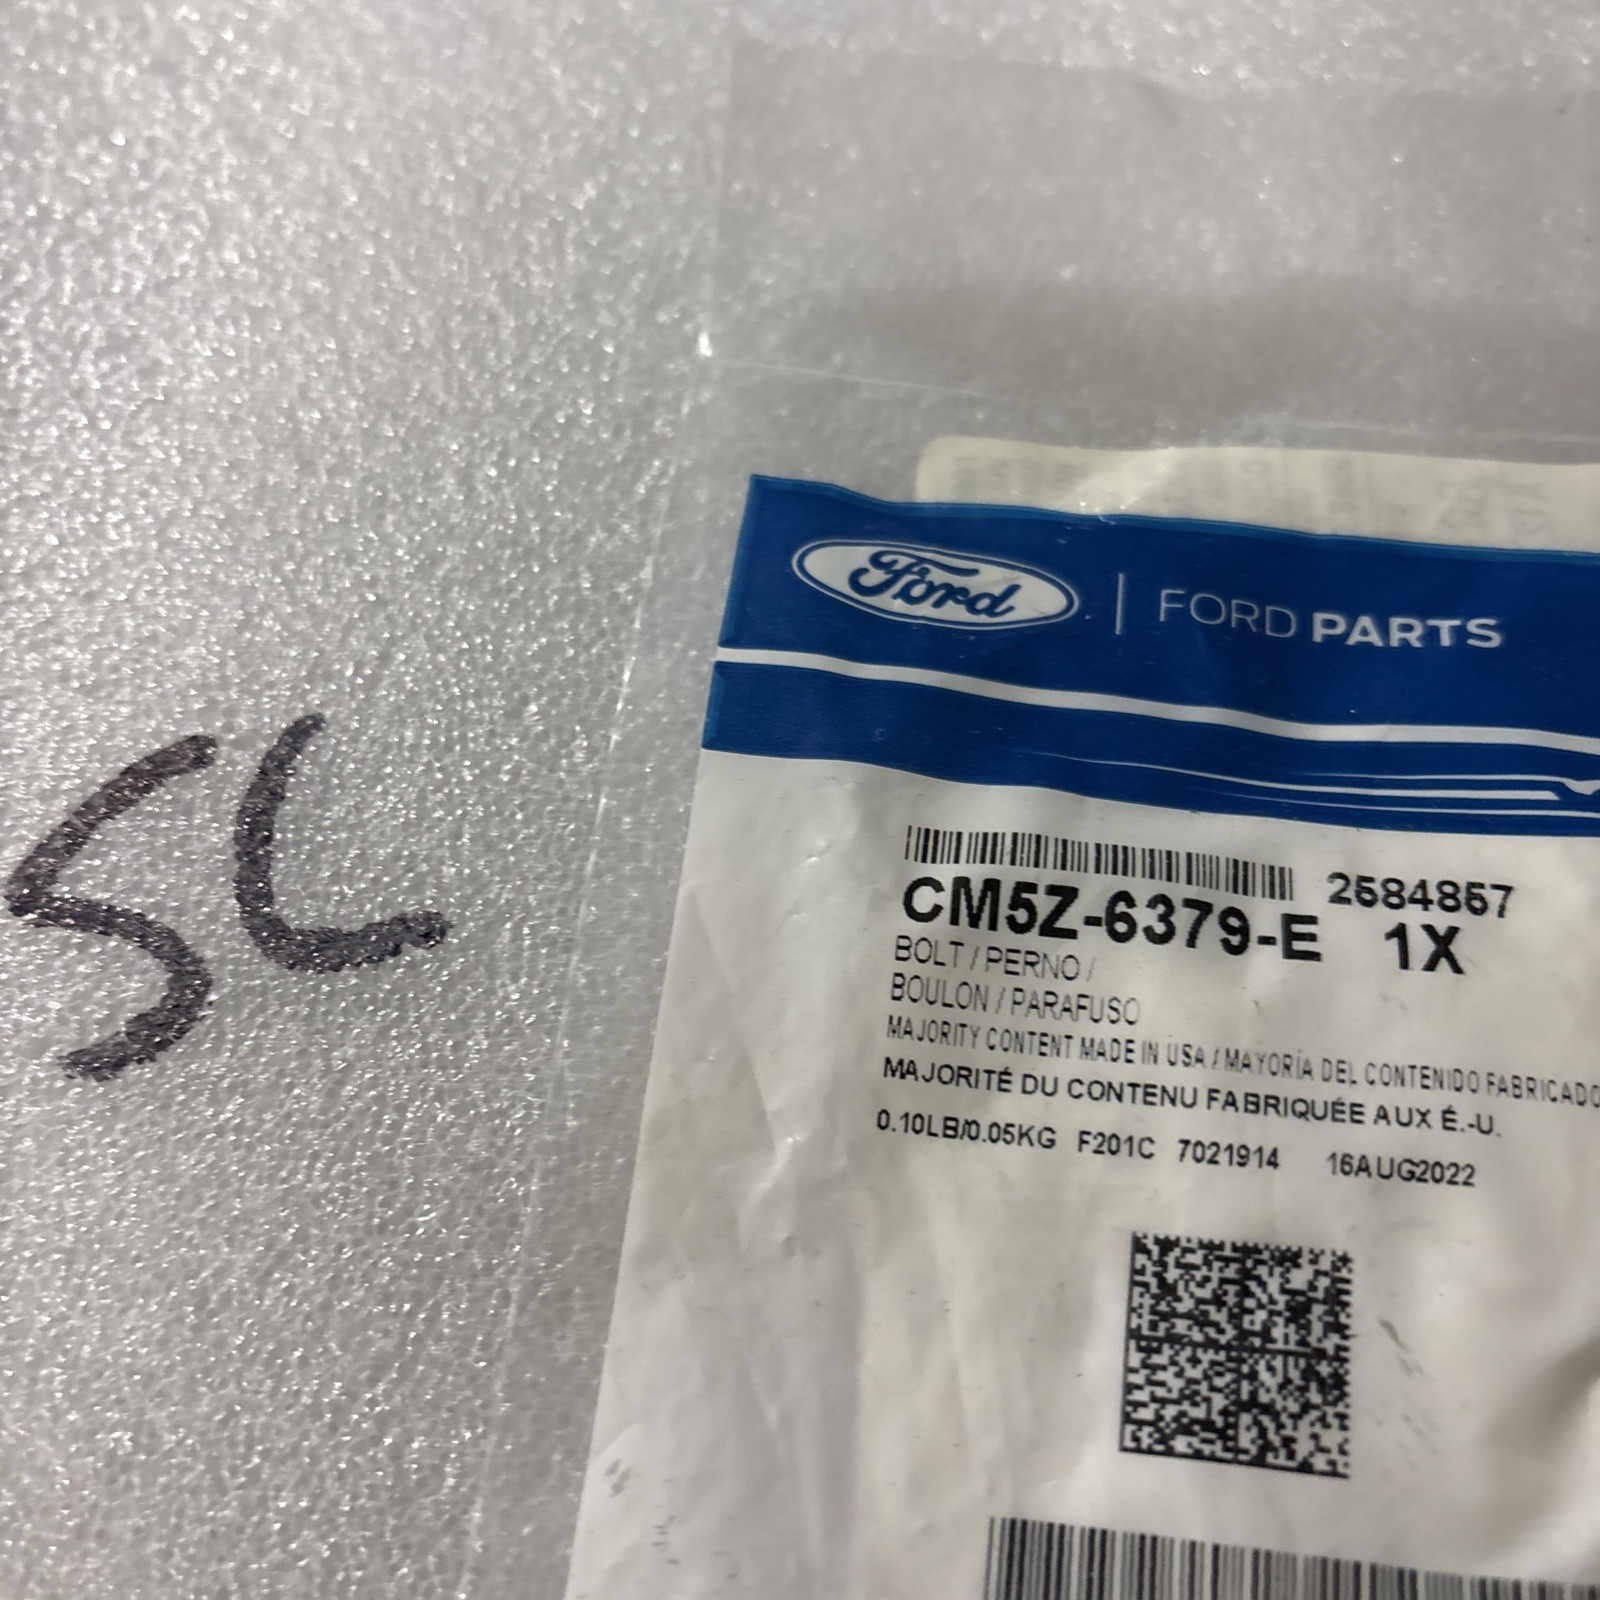 SL
Ford | FORD PARTS
2584857
CM5Z-6379-E 1X
BOLT / PERNO /
BOULON / PARAFUSO
MAJORITY CONTENT MADE IN USA / MAYORÍA DEL CONTENIDO FABRICADO
MAJORITÉ DU CONTENU FABRIQUÉE AUX É.-U.
0.10LB/0.05KG F201C 7021914 16AUG2022